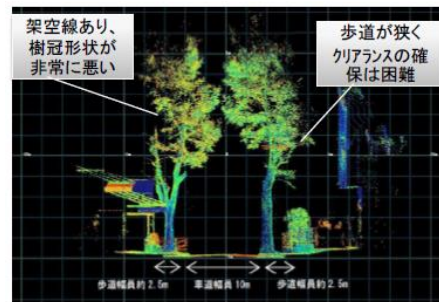 架空線あり、
樹冠形状が
非常に悪い
歩道が狭く
クリアランスの確
保は困難
歩道幅員約2.5m
車道幅員10m
歩道幅員約2.5m